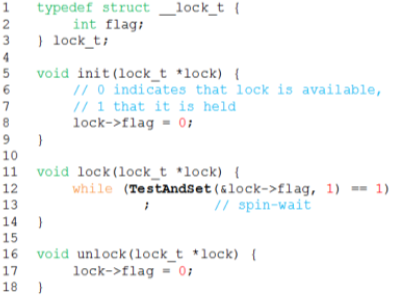 1 typedef struct __lock_t {
2 int flag;
3 } lock_t;
4
5 void init(lock_t *lock) {
6 // 0 indicates that lock is available,
7 // 1 that it is held
8 lock->flag = 0;
9 }
10
11 void lock(lock_t *lock) {
12 while (TestAndSet(&lock->flag, 1) == 1)
13 ; // spin-wait
14 }
15
16 void unlock(lock_t *lock) {
17 lock->flag = 0;
18 }